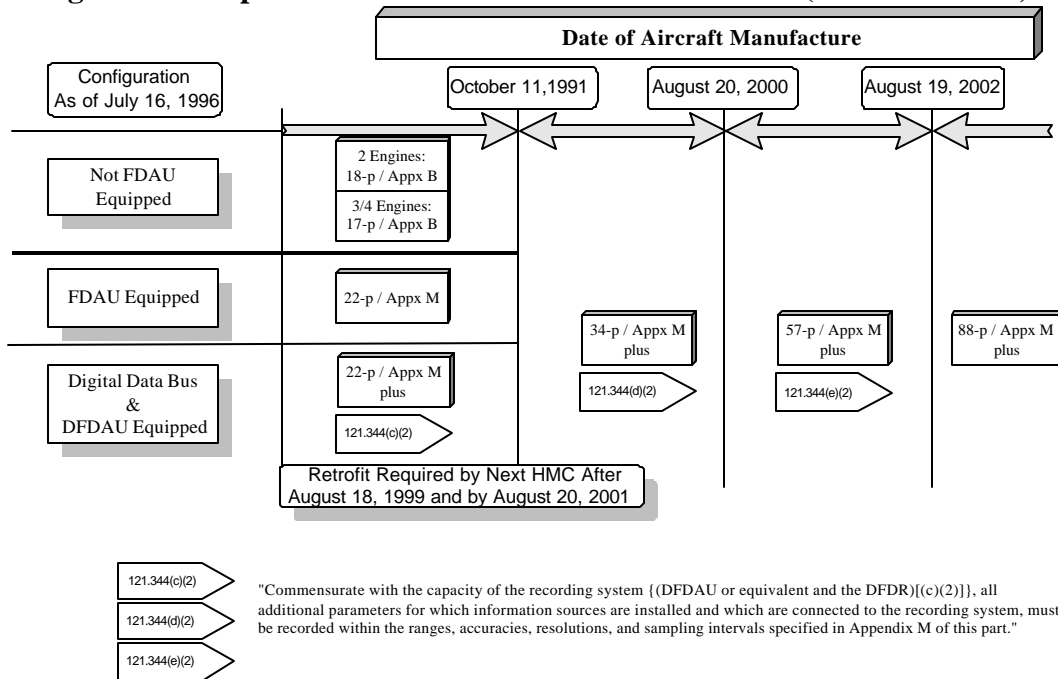 Date of Aircraft Manufacture
Configuration
As of July 16, 1996
October 11,1991
August 20, 2000
August 19, 2002
Not FDAU
Equipped
2 Engines:
18-p / Appx B
3/4 Engines:
17-p / Appx B
FDAU Equipped
22-p / Appx M
34-p / Appx M
plus
121.344(d)(2)
57-p / Appx M
plus
121.344(e)(2)
88-p / Appx M
plus
Digital Data Bus
&
DFDAU Equipped
22-p / Appx M
plus
121.344(c)(2)
Retrofit Required by Next HMC After
August 18, 1999 and by August 20, 2001
121.344(c)(2)
121.344(d)(2)
121.344(e)(2)
"Commensurate with the capacity of the recording system {(DFDAU or equivalent and the DFDR)[(c)(2)]}, all
additional parameters for which information sources are installed and which are connected to the recording system, must
be recorded within the ranges, accuracies, resolutions, and sampling intervals specified in Appendix M of this part."